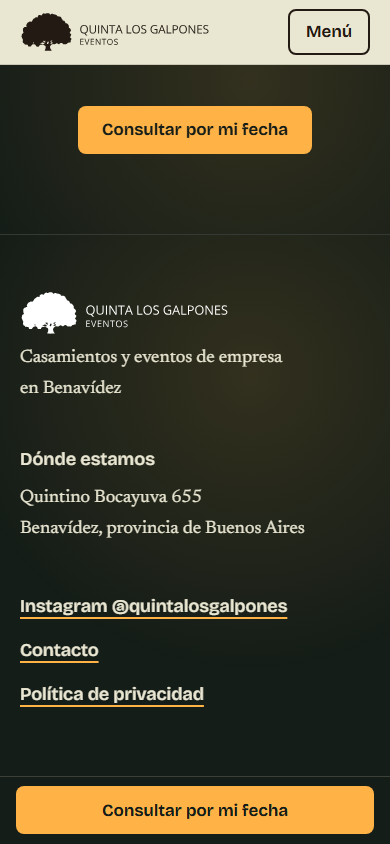 QUINTA LOS GALPONES
EVENTOS
Menú
Consultar por mi fecha
QUINTA LOS GALPONES
EVENTOS
Casamientos y eventos de empresa
en Benavídez
Dónde estamos
Quintino Bocayuva 655
Benavídez, provincia de Buenos Aires
Instagram @quintalosgalpones
Contacto
Política de privacidad
Consultar por mi fecha